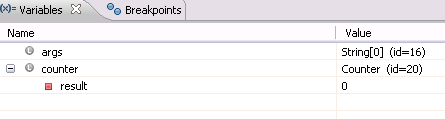 (x)= Variables Breakpoints
Name Value
args String[0] (id=16)
counter Counter (id=20)
result 0